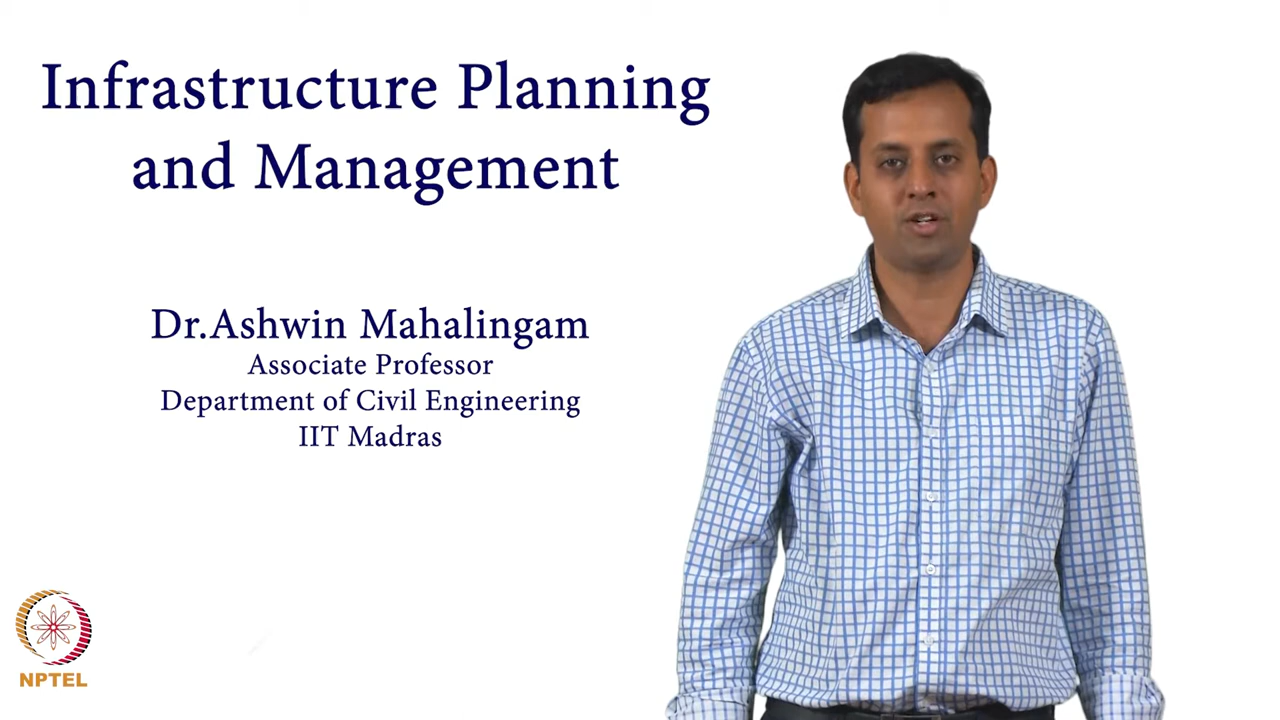 Infrastructure Planning
and Management
Dr.Ashwin Mahalingam
Associate Professor
Department of Civil Engineering
IIT Madras
NPTEL